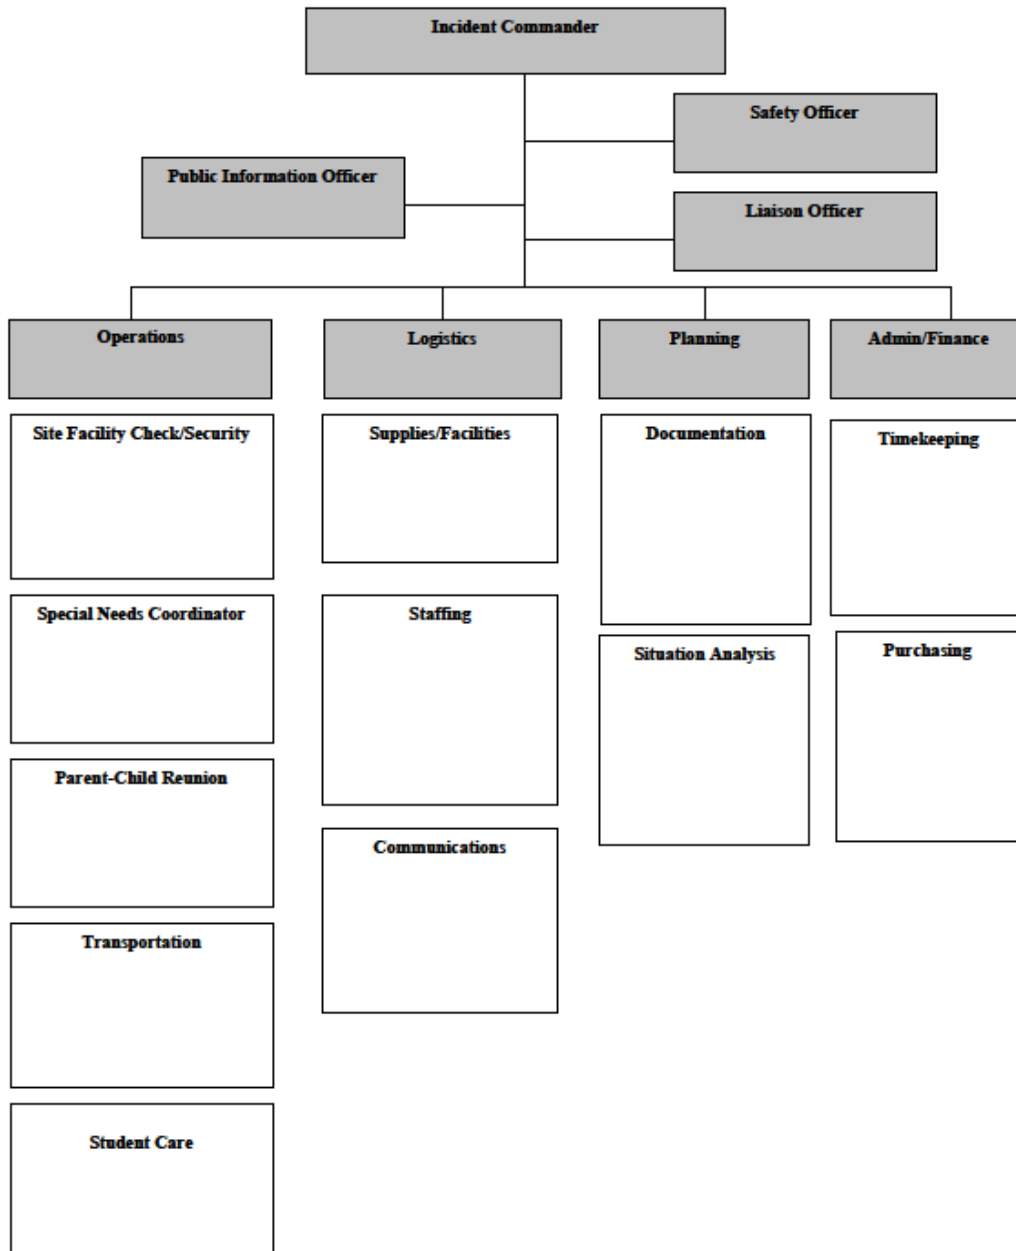 Incident Commander
Safety Officer
Public Information Officer
Liaison Officer
Operations
Logistics
Planning
Admin/Finance
Site Facility Check/Security
Supplies/Facilities
Documentation
Timekeeping
Special Needs Coordinator
Staffing
Situation Analysis
Purchasing
Parent-Child Reunion
Communications
Transportation
Student Care